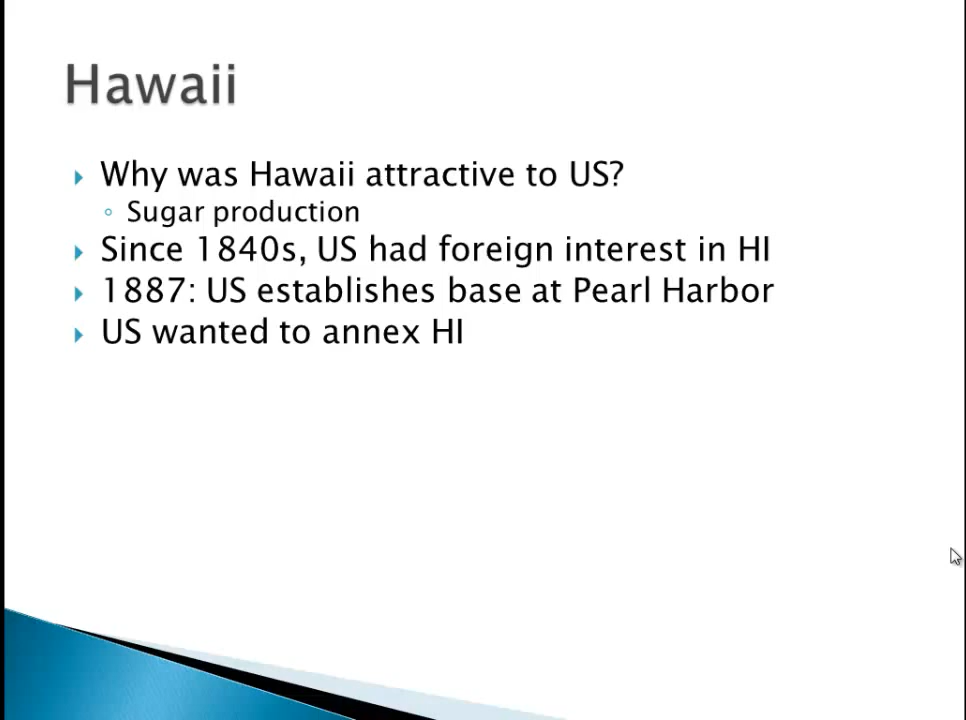 Hawaii
Why was Hawaii attractive to US?
Sugar production
Since 1840s, US had foreign interest in HI
1887: US establishes base at Pearl Harbor
US wanted to annex HI